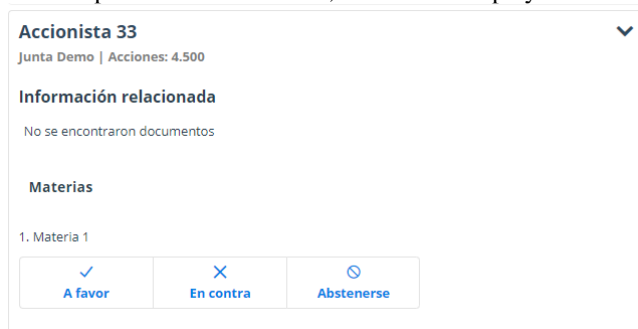 Accionista 33
Junta Demo | Acciones: 4.500
Información relacionada
No se encontraron documentos
Materias
1. Materia 1
A favor En contra Abstenerse